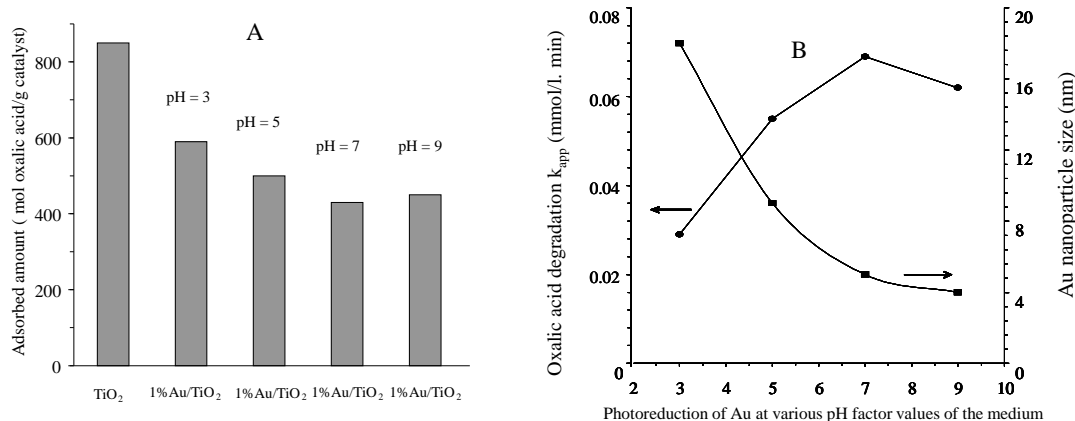 A
Adsorbed amount ( mol oxalic acid/g catalyst)
800
600
400
200
0
pH = 3
pH = 5
pH = 7
pH = 9
TiO2
1%Au/TiO2
1%Au/TiO2
1%Au/TiO2
1%Au/TiO2
B
Oxalic acid degradation kapp (mmol/l. min)
0.08
0.06
0.04
0.02
0
Au nanoparticle size (nm)
20
16
12
8
4
0
2 3 4 5 6 7 8 9 10
Photoreduction of Au at various pH factor values of the medium